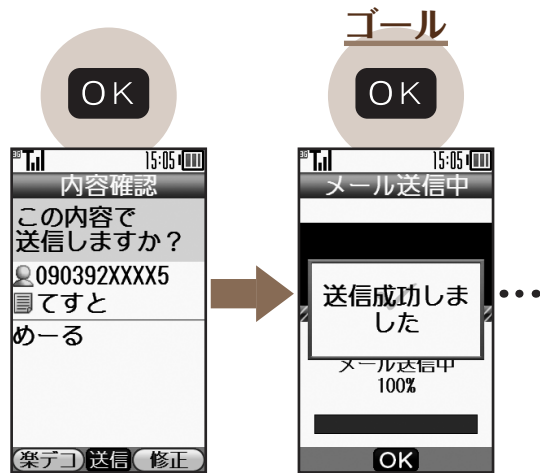 ゴール
OK
OK
3G 15:05
内容確認
この内容で
送信しますか？
090392XXXX5
てすと
めーる
楽デコ 送信 修正
3G 15:05
メール送信中
送信成功しま
した
メール送信中
100%
OK